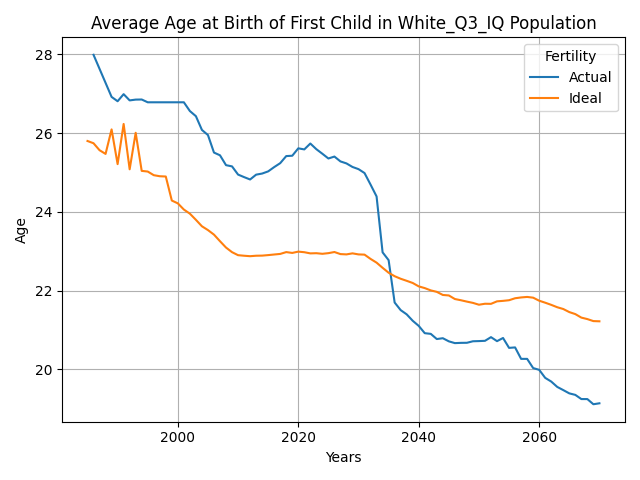 Average Age at Birth of First Child in White_Q3_IQ Population
Fertility
Actual
Ideal
Age
28
26
24
22
20
2000
2020
2040
2060
Years